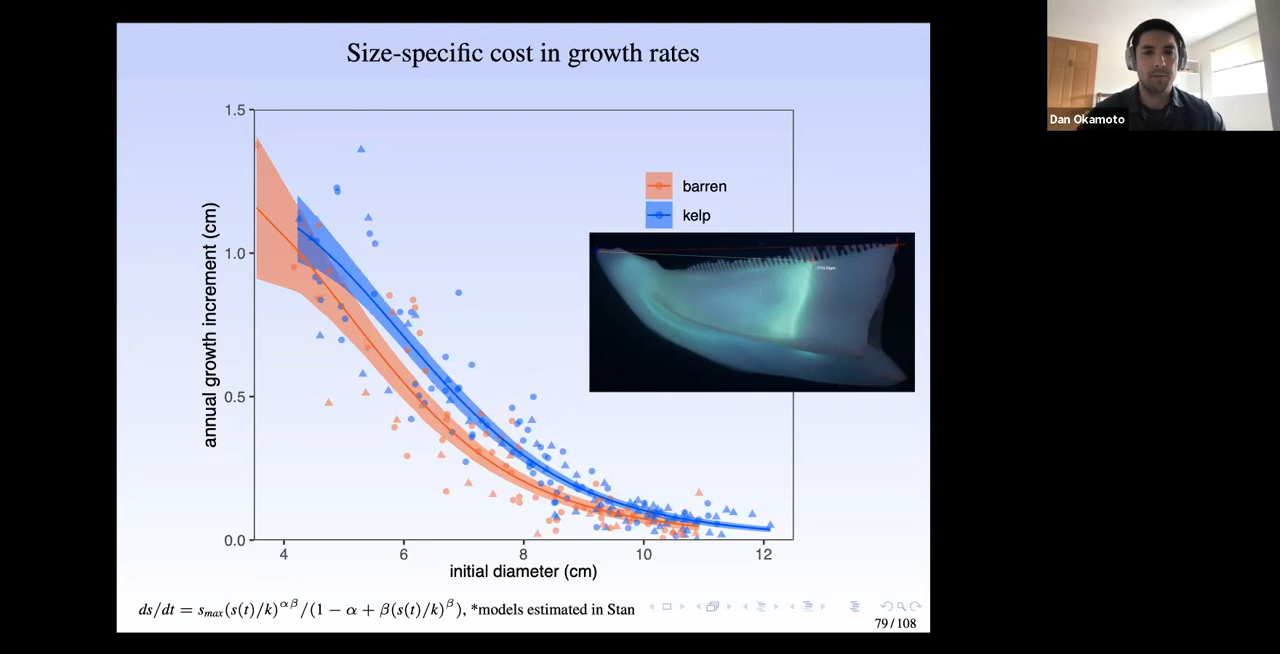 Size-specific cost in growth rates
Dan Okamoto
1.5
1.0
0.5
0.0
annual growth increment (cm)
barren
kelp
4 6 8 10 12
initial diameter (cm)
ds/dt = s_max(s(t)/k)^αβ/(1 − α + β(s(t)/k)^β), *models estimated in Stan
79/108